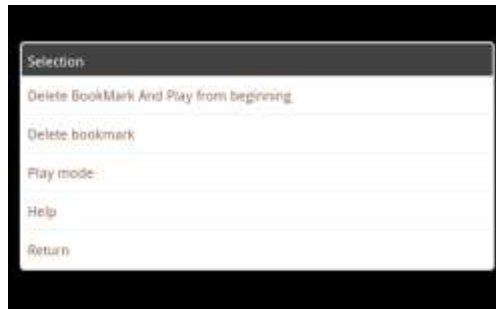 Selection
Delete BookMark And Play from beginning
Delete bookmark
Play mode
Help
Return